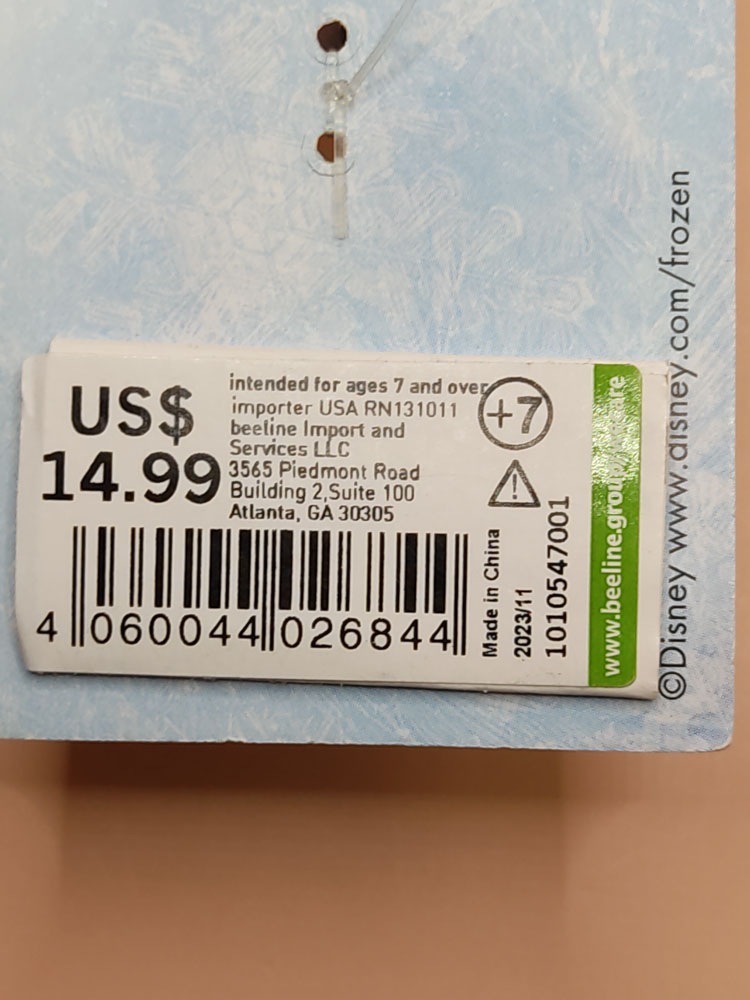 US$
14.99
intended for ages 7 and over
importer USA RN131011
beeline Import and
Services LLC
3565 Piedmont Road
Building 2,Suite 100
Atlanta, GA 30305
+7
4 060044 026844
Made in China
2023/11
1010547001
www.beeline.group/
©Disney www.disney.com/frozen